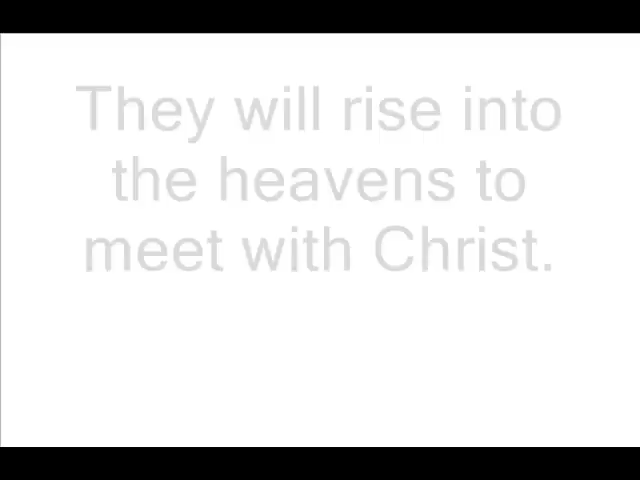 They will rise into
the heavens to
meet with Christ.